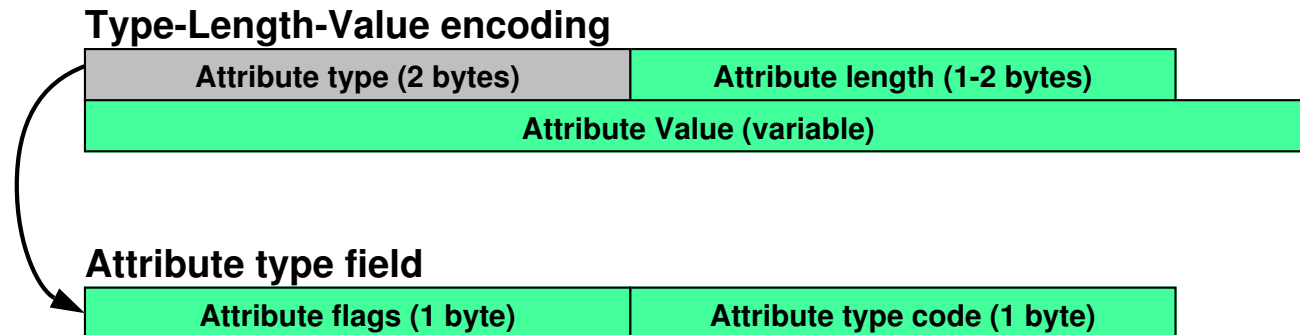 Type-Length-Value encoding
Attribute type (2 bytes) Attribute length (1-2 bytes)
Attribute Value (variable)
Attribute type field
Attribute flags (1 byte) Attribute type code (1 byte)